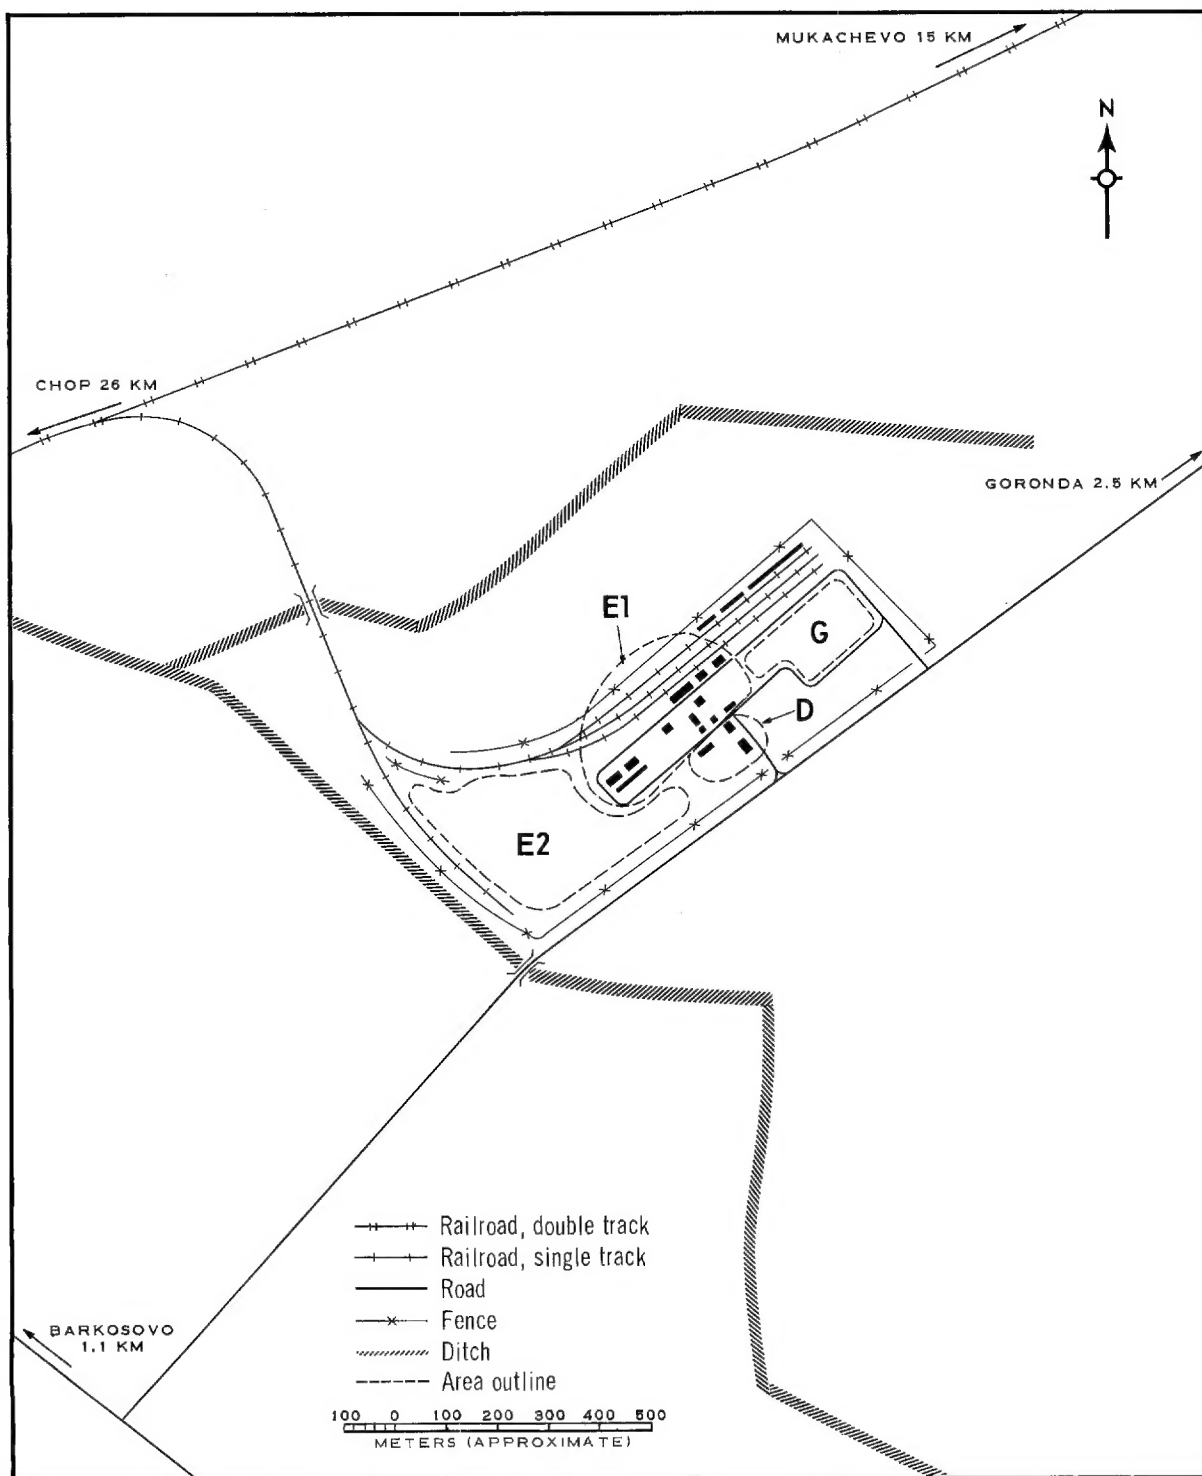 MUKACHEVO 15 KM
N
CHOP 26 KM
GORONDA 2.5 KM
E1
G
D
E2
Railroad, double track
Railroad, single track
Road
Fence
Ditch
Area outline
BARKOSOVO
1.1 KM
100 0 100 200 300 400 500
METERS (APPROXIMATE)